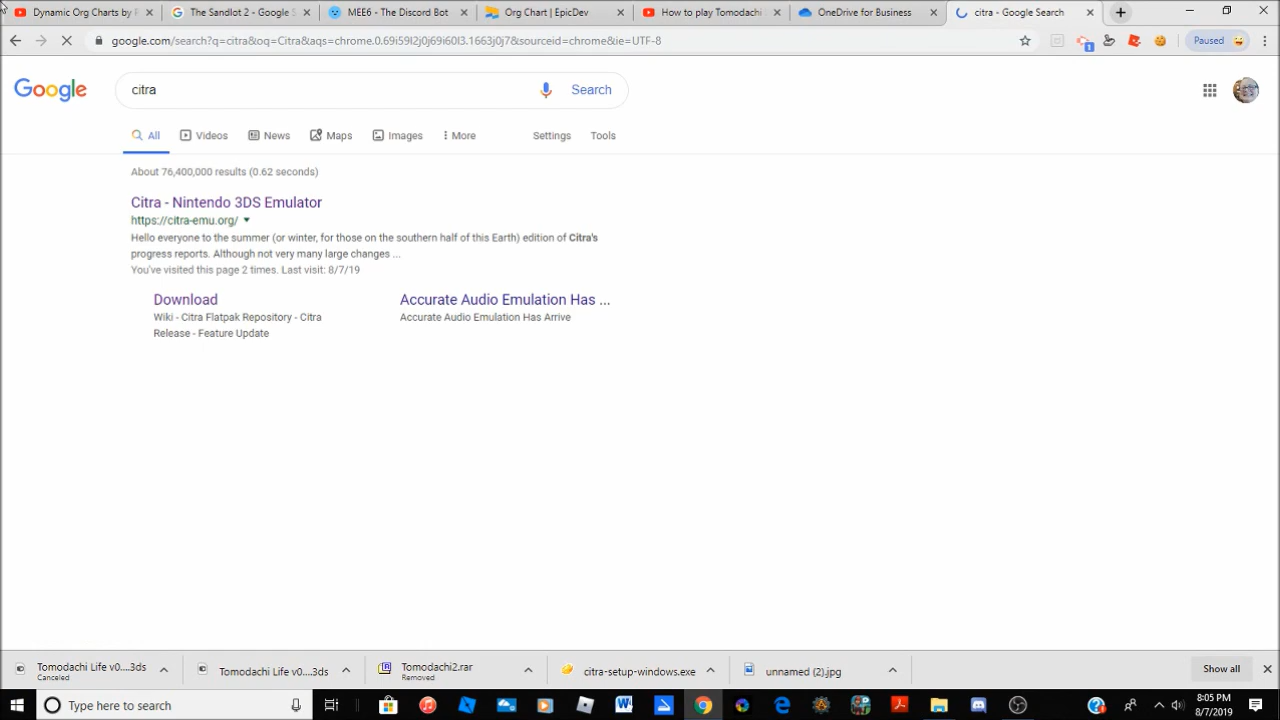 Dynamic Org Charts by
The Sandlot 2 - Google S
MEE6 - The Discord Bot
Org Chart | EpicDev
How to play Tomodachi
OneDrive for Business
citra - Google Search
google.com/search?q=citra&oq=Citra&aqs=chrome.0.69i59l2j0j69i60l3.1663j0j7&sourceid=chrome&ie=UTF-8
1
Paused
Google
citra
Search
All
Videos
News
Maps
Images
More
Settings
Tools
About 76,400,000 results (0.62 seconds)
Citra - Nintendo 3DS Emulator
https://citra-emu.org/
Hello everyone to the summer (or winter, for those on the southern half of this Earth) edition of Citra's
progress reports. Although not very many large changes ...
You've visited this page 2 times. Last visit: 8/7/19
Download
Wiki - Citra Flatpak Repository - Citra
Release - Feature Update
Accurate Audio Emulation Has ...
Accurate Audio Emulation Has Arrive
Tomodachi Life v0....3ds
Canceled
Tomodachi Life v0....3ds
Tomodachi2.rar
Removed
citra-setup-windows.exe
unnamed (2).jpg
Show all
Type here to search
8:05 PM
8/7/2019